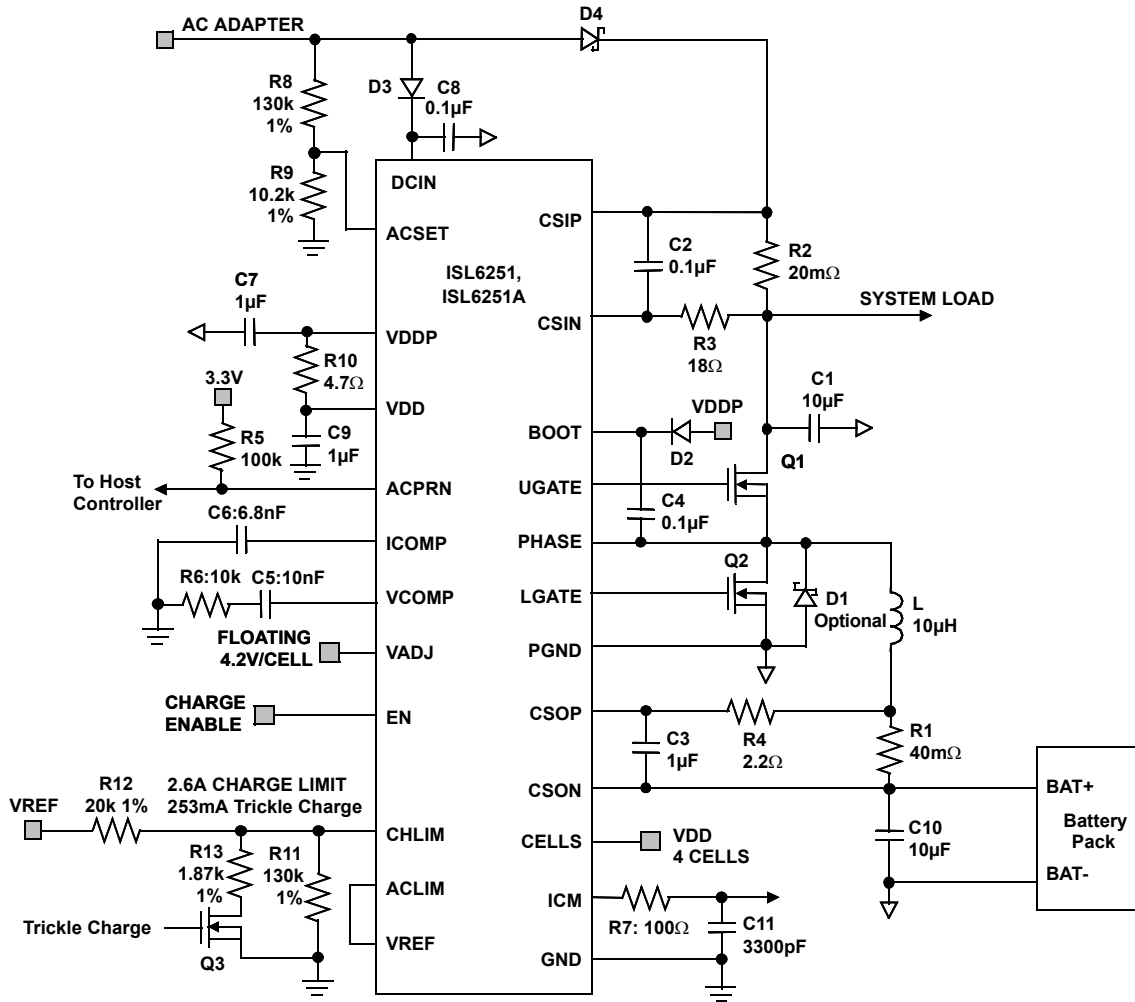 AC ADAPTER
D4
R8
130k
1%
D3
C8
0.1µF
R9
10.2k
1%
DCIN
ACSET
CSIP
ISL6251,
ISL6251A
C2
0.1µF
R2
20mΩ
C7
1µF
SYSTEM LOAD
CSIN
R3
18Ω
VDDP
R10
4.7Ω
3.3V
C1
10µF
VDD
VDDP
BOOT
D2
R5
100k
C9
1µF
Q1
To Host
Controller
ACPRN
UGATE
C4
0.1µF
C6:6.8nF
ICOMP
PHASE
Q2
R6:10k
C5:10nF
VCOMP
LGATE
D1
Optional
L
10µH
FLOATING
4.2V/CELL
VADJ
PGND
CHARGE
ENABLE
EN
CSOP
R4
2.2Ω
C3
1µF
R1
40mΩ
CSON
BAT+
R12
20k 1%
2.6A CHARGE LIMIT
253mA Trickle Charge
VREF
CHLIM
CELLS
VDD
4 CELLS
C10
10µF
Battery
Pack
R13
1.87k
1%
R11
130k
1%
BAT-
ACLIM
ICM
R7: 100Ω
C11
3300pF
Trickle Charge
Q3
VREF
GND